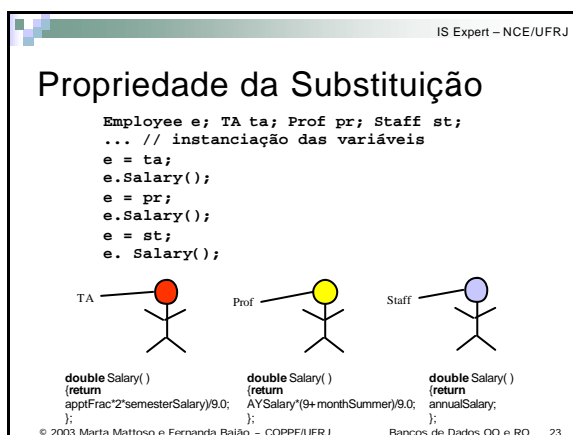 IS Expert – NCE/UFRJ
Propriedade da Substituição
Employee e; TA ta; Prof pr; Staff st;
... // instanciação das variáveis
e = ta;
e.Salary();
e = pr;
e.Salary();
e = st;
e. Salary();
TA
Prof
Staff
double Salary( )
{return
apptFrac*2*semesterSalary)/9.0;
};
double Salary( )
{return
AYSalary*(9+monthSummer)/9.0;
};
double Salary( )
{return
annualSalary;
};
© 2003 Marta Mattoso e Fernanda Baião – COPPE/UFRJ
Bancos de Dados OO e RO
23